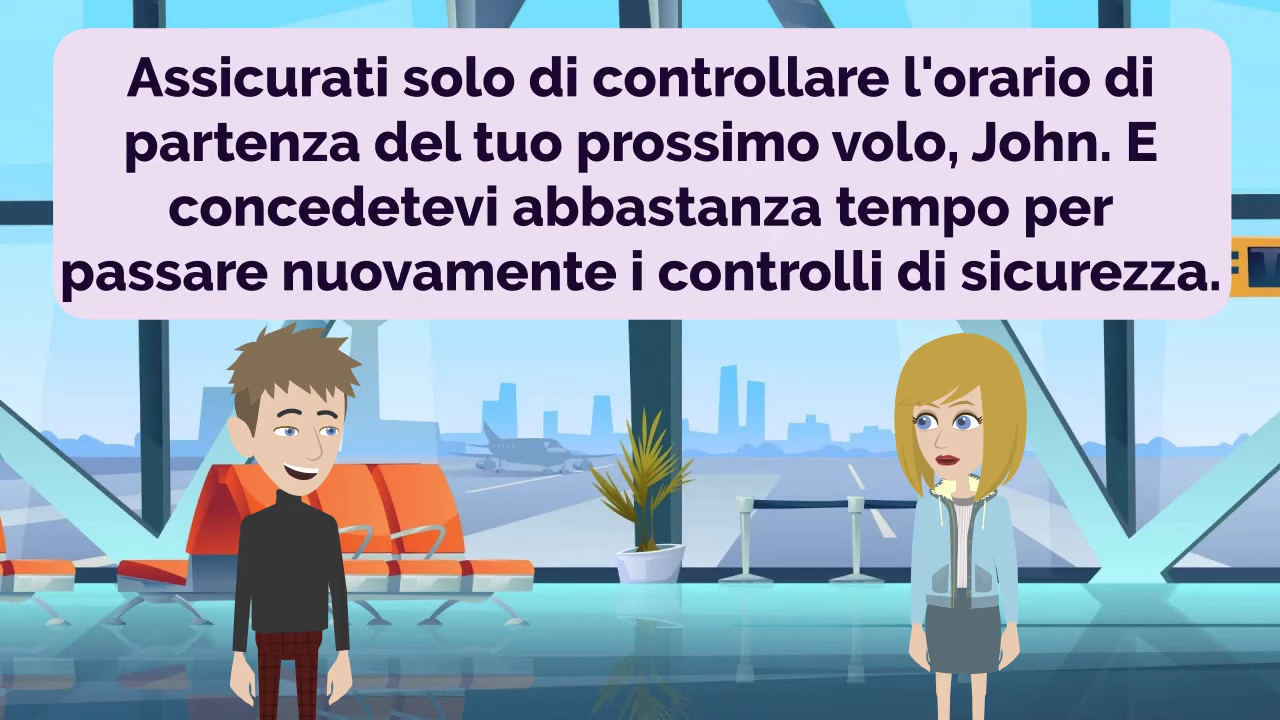 Assicurati solo di controllare l'orario di
partenza del tuo prossimo volo, John. E
concedetevi abbastanza tempo per
passare nuovamente i controlli di sicurezza.